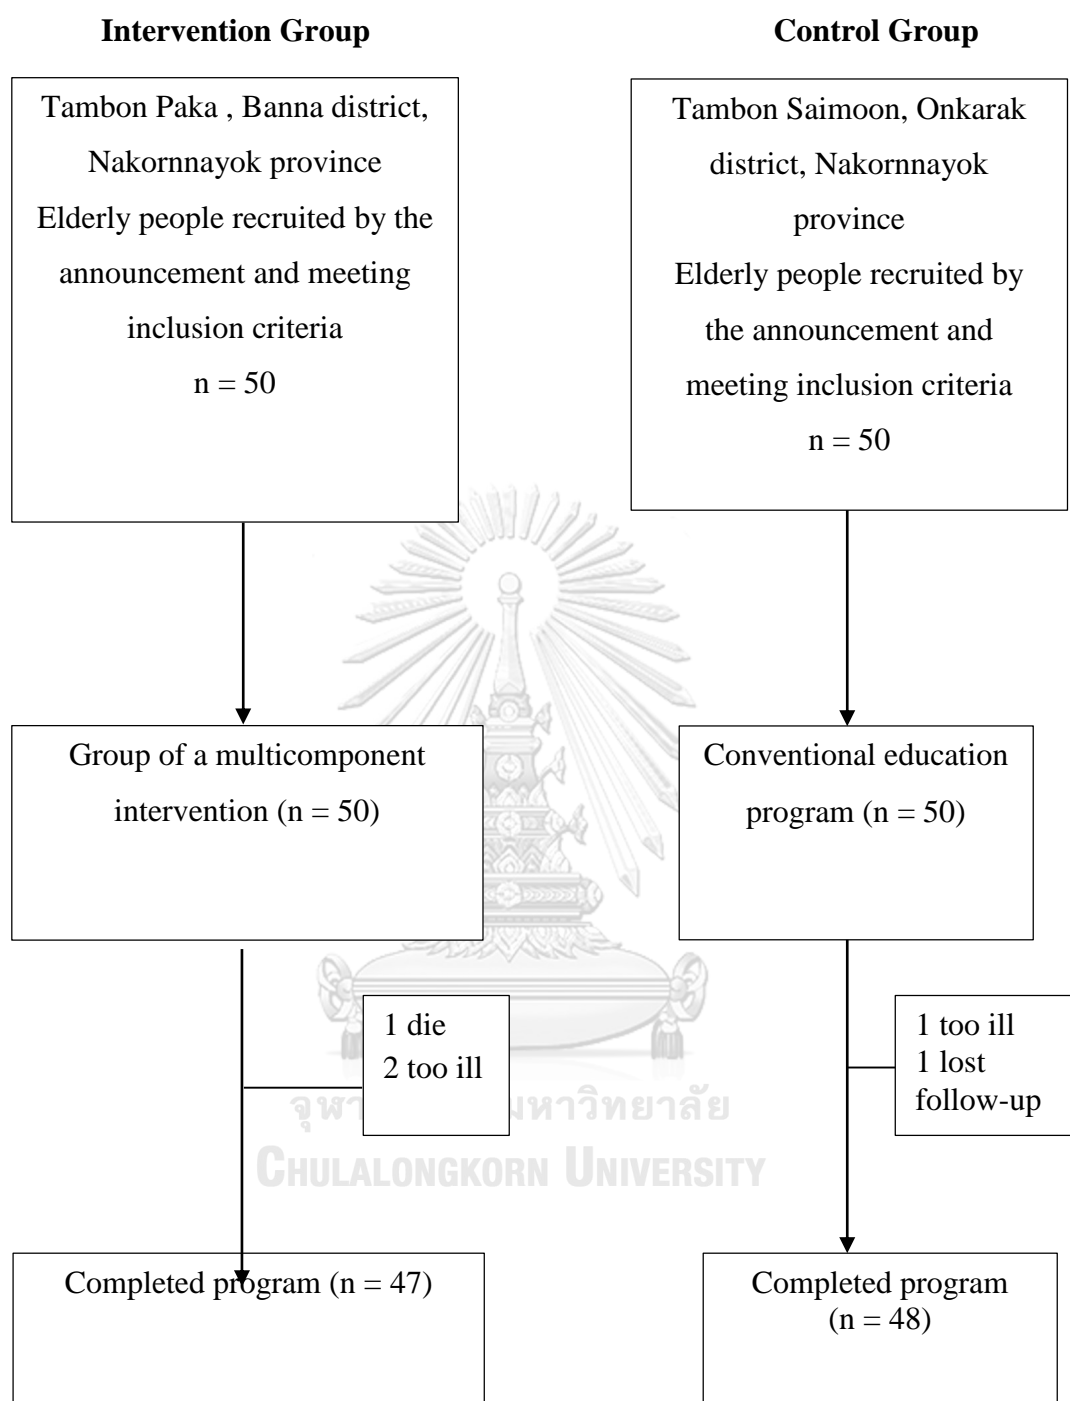 Intervention Group
Control Group
Tambon Paka , Banna district,
Nakornnayok province
Elderly people recruited by the
announcement and meeting
inclusion criteria
n = 50
Tambon Saimoon, Onkarak
district, Nakornnayok
province
Elderly people recruited by
the announcement and
meeting inclusion criteria
n = 50
Group of a multicomponent
intervention (n = 50)
Conventional education
program (n = 50)
1 die
2 too ill
1 too ill
1 lost
follow-up
CHULALONGKORN UNIVERSITY
Completed program (n = 47)
Completed program
(n = 48)